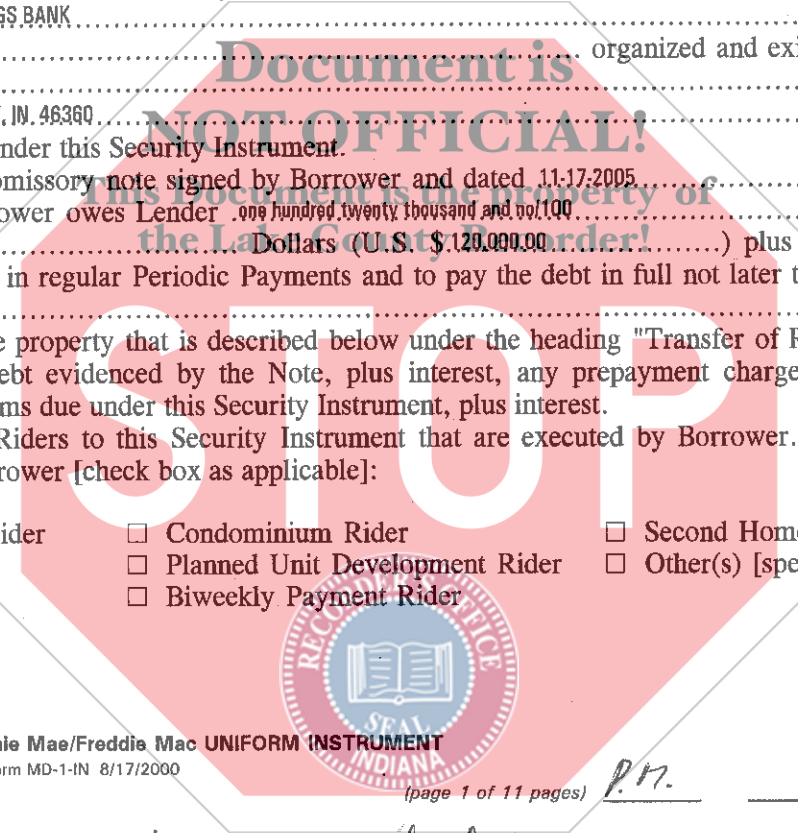 GS BANK
organized and exi
, IN. 46360
nder this Security Instrument.
omissory note signed by Borrower and dated 11-17-2005
ower owes Lender one hundred twenty thousand and no/100
Dollars (U.S. $ 120,000.00) plus
in regular Periodic Payments and to pay the debt in full not later t
e property that is described below under the heading "Transfer of R
ebt evidenced by the Note, plus interest, any prepayment charge
ms due under this Security Instrument, plus interest.
Riders to this Security Instrument that are executed by Borrower.
rower [check box as applicable]:
ider ☐ Condominium Rider ☐ Second Hom
☐ Planned Unit Development Rider ☐ Other(s) [spe
☐ Biweekly Payment Rider
nie Mae/Freddie Mac UNIFORM INSTRUMENT
orm MD-1-IN 8/17/2000
(page 1 of 11 pages) P.M.
Document is
NOT OFFICIAL!
This Document is the property of
the Lake County Recorder!
STOP
RECORDER'S OFFICE
SEAL
INDIANA